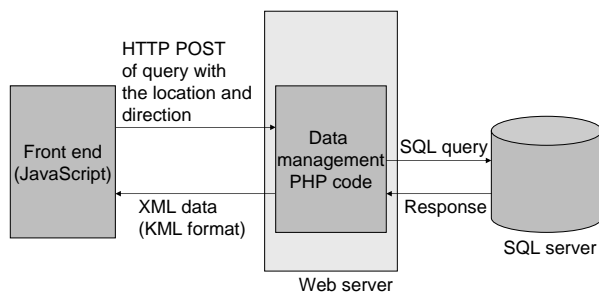 HTTP POST
of query with
the location and
direction
Front end
(JavaScript)
Data
management
PHP code
SQL query
XML data
(KML format)
Response
SQL server
Web server